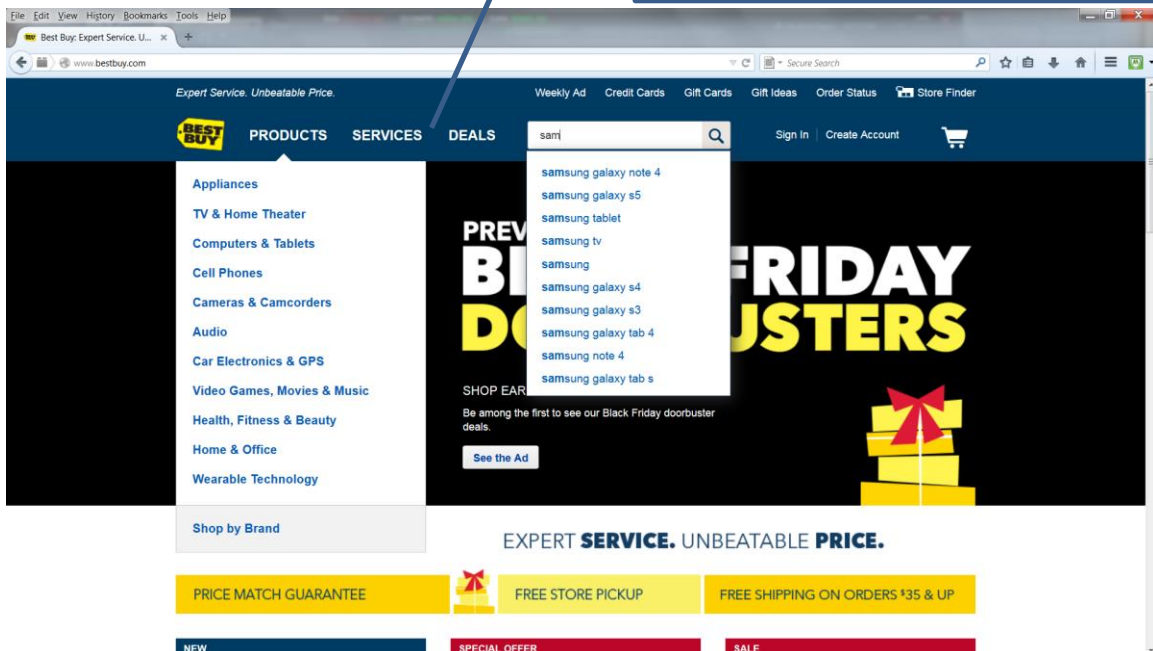 File Edit View History Bookmarks Tools Help
Best Buy: Expert Service. U... × +
www.bestbuy.com Secure Search
Expert Service. Unbeatable Price. Weekly Ad Credit Cards Gift Cards Gift Ideas Order Status Store Finder
BEST BUY PRODUCTS SERVICES DEALS sam Sign In | Create Account
Appliances
TV & Home Theater
Computers & Tablets
Cell Phones
Cameras & Camcorders
Audio
Car Electronics & GPS
Video Games, Movies & Music
Health, Fitness & Beauty
Home & Office
Wearable Technology
Shop by Brand
samsung galaxy note 4
samsung galaxy s5
samsung tablet
samsung tv
samsung
samsung galaxy s4
samsung galaxy s3
samsung galaxy tab 4
samsung note 4
samsung galaxy tab s
PREV
BL FRIDAY
DO BUSTERS
SHOP EAR
Be among the first to see our Black Friday doorbuster
deals.
See the Ad
EXPERT SERVICE. UNBEATABLE PRICE.
PRICE MATCH GUARANTEE FREE STORE PICKUP FREE SHIPPING ON ORDERS $35 & UP
NEW SPECIAL OFFER SALE